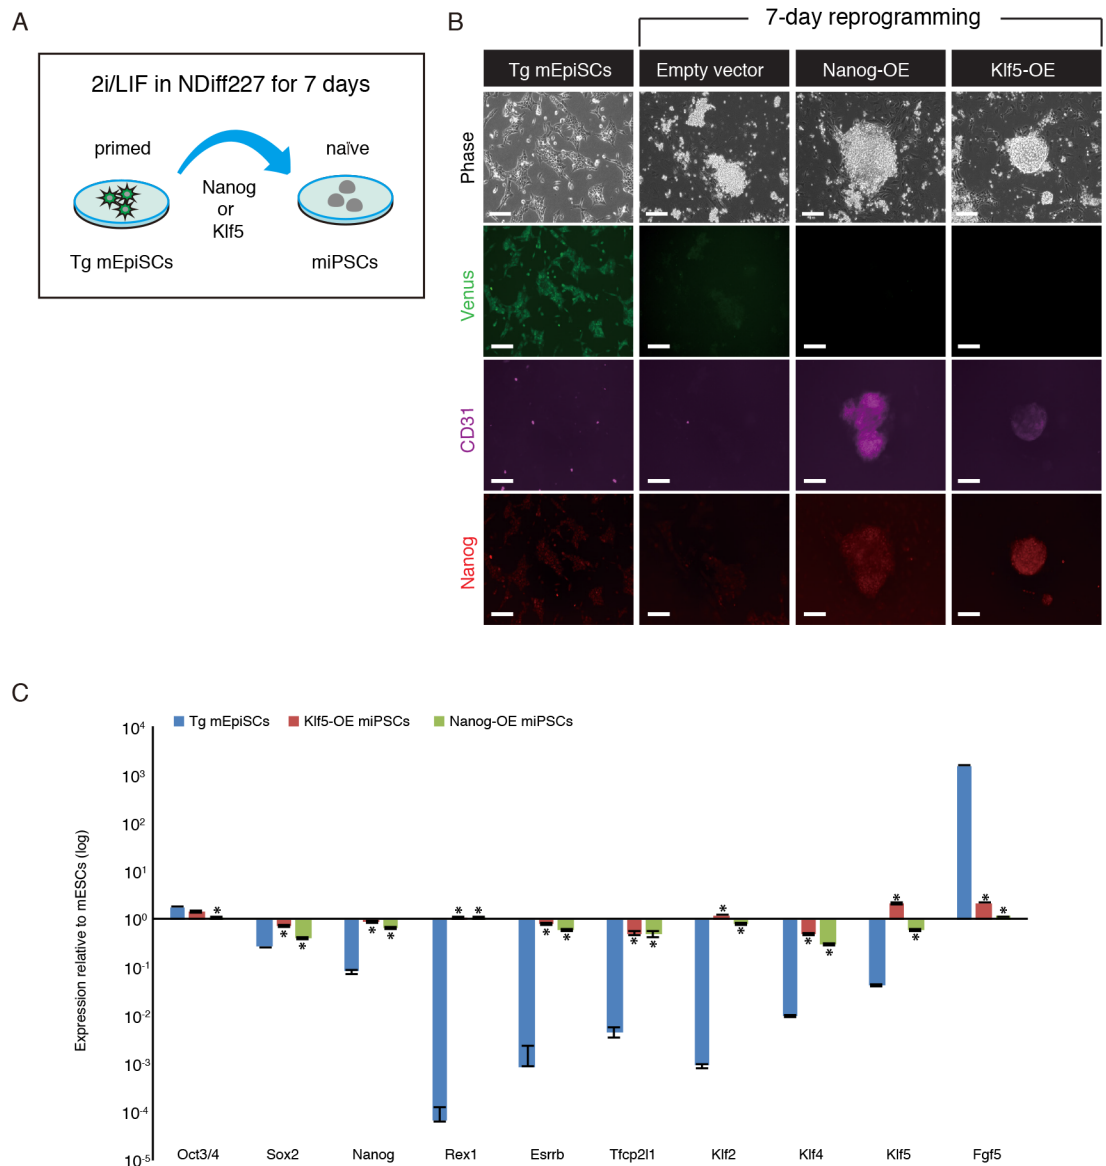 A
2i/LIF in NDiff227 for 7 days
primed
naïve
Nanog
or
Klf5
Tg mEpiSCs
miPSCs
B
7-day reprogramming
Tg mEpiSCs
Empty vector
Nanog-OE
Klf5-OE
Phase
Venus
CD31
Nanog
C
Tg mEpiSCs
Klf5-OE miPSCs
Nanog-OE miPSCs
Expression relative to mESCs (log)
10⁴
10³
10²
10¹
10⁰
10⁻¹
10⁻²
10⁻³
10⁻⁴
10⁻⁵
* * * * * * * * * * * * * * * * *
Oct3/4
Sox2
Nanog
Rex1
Esrrb
Tfcp2l1
Klf2
Klf4
Klf5
Fgf5